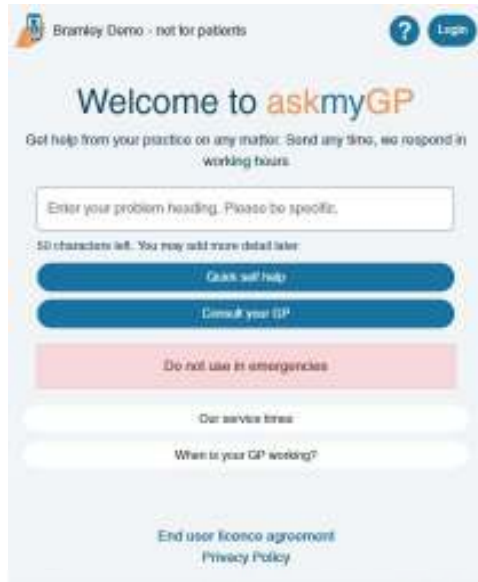 Bramley Demo - not for patients
?
Login
Welcome to askmyGP
Get help from your practice on any matter. Send any time, we respond in
working hours
Enter your problem heading. Please be specific.
50 characters left. You may add more detail later
Quick self help
Consult your GP
Do not use in emergencies
Our service times
When is your GP working?
End user licence agreement
Privacy Policy